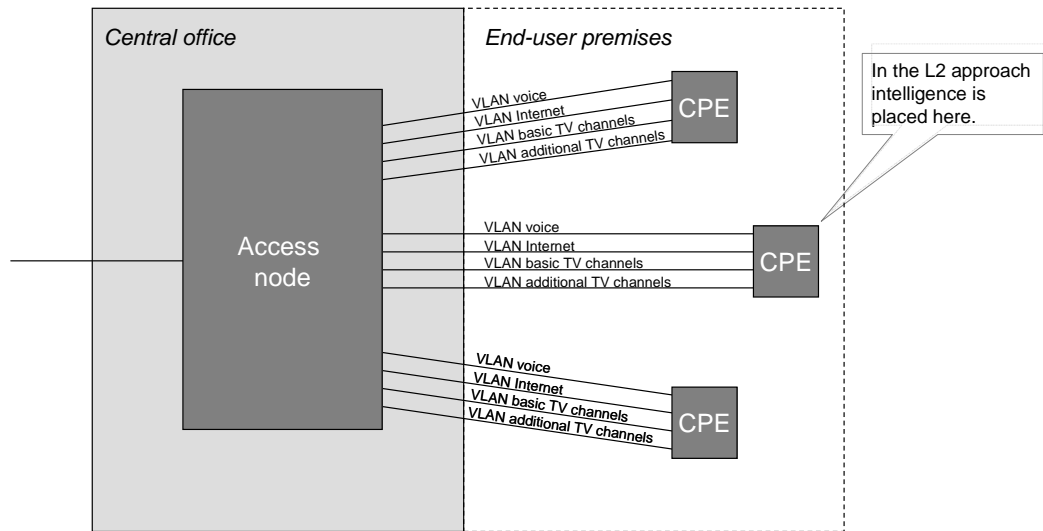 Central office
End-user premises
In the L2 approach
intelligence is
placed here.
VLAN voice
VLAN Internet
VLAN basic TV channels
VLAN additional TV channels
CPE
Access
node
VLAN voice
VLAN Internet
VLAN basic TV channels
VLAN additional TV channels
CPE
VLAN voice
VLAN Internet
VLAN basic TV channels
VLAN additional TV channels
CPE